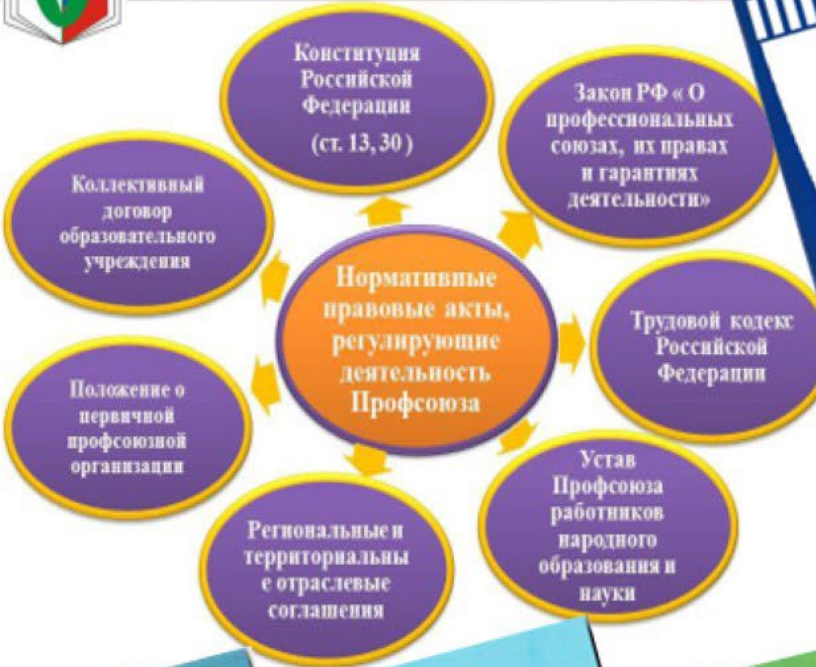 Конституция
Российской
Федерации
(ст. 13, 30 )
Закон РФ « О
профессиональных
союзах, их правах
и гарантиях
деятельности»
Трудовой кодекс
Российской
Федерации
Устав
Профсоюза
работников
народного
образования и
науки
Региональные и
территориальны
е отраслевые
соглашения
Положение о
первичной
профсоюзной
организации
Коллективный
договор
образовательного
учреждения
Нормативные
правовые акты,
регулирующие
деятельность
Профсоюза